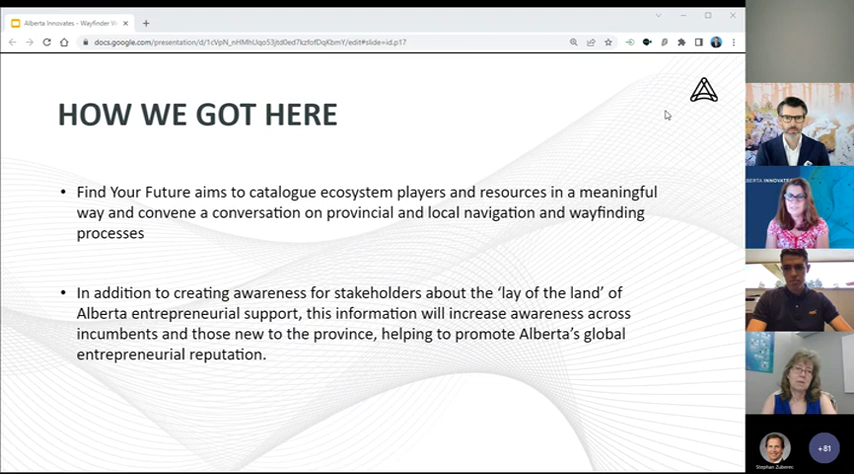 Alberta Innovates - Wayfinder W
docs.google.com/presentation/d/1cVpN_nHMhUqo53jtd0ed7kzfofDqKbmY/edit#slide=id.p17
HOW WE GOT HERE
• Find Your Future aims to catalogue ecosystem players and resources in a meaningful
way and convene a conversation on provincial and local navigation and wayfinding
processes
• In addition to creating awareness for stakeholders about the ‘lay of the land’ of
Alberta entrepreneurial support, this information will increase awareness across
incumbents and those new to the province, helping to promote Alberta’s global
entrepreneurial reputation.
BERTA INNOVATES
Stephan Zuberec
+81